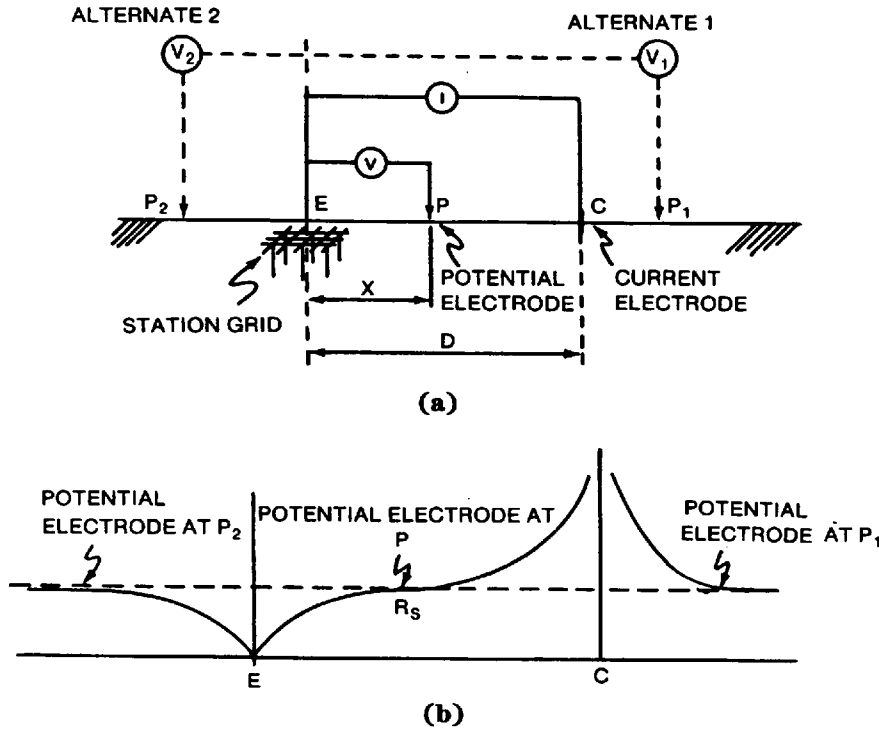 ALTERNATE 2
ALTERNATE 1
V₂
V₁
I
V
P₂
E
P
C
P₁
POTENTIAL
ELECTRODE
CURRENT
ELECTRODE
X
STATION GRID
D
(a)
POTENTIAL
ELECTRODE AT P₂
POTENTIAL ELECTRODE AT
P
POTENTIAL
ELECTRODE AT P₁
R_S
E
C
(b)